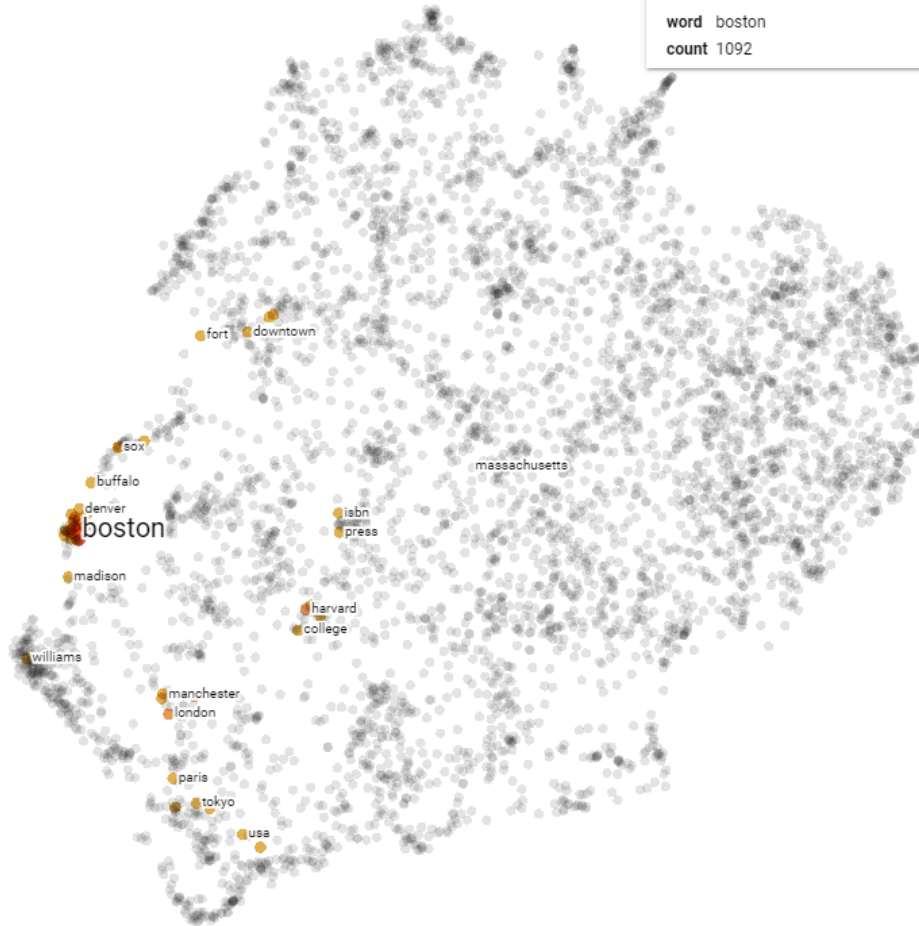 word boston
count 1092
fort
downtown
sox
massachusetts
buffalo
denver
isbn
boston
press
madison
harvard
college
williams
manchester
london
paris
tokyo
usa